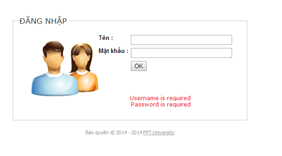 ĐĂNG NHẬP
Tên :
Mật khẩu :
OK
Username is required
Password is required
Bản quyền © 2014 - 2014 FPT University